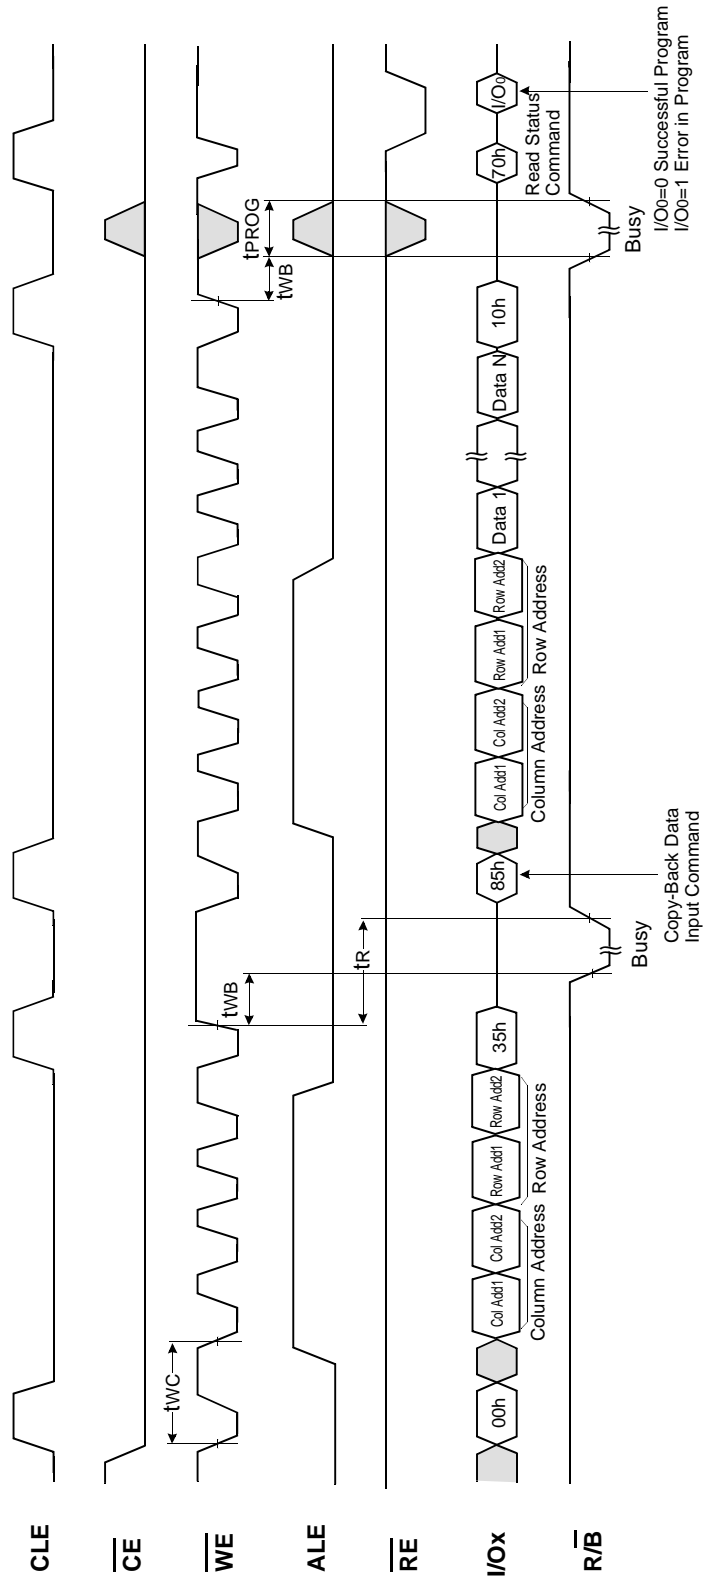 CLE
CE
WE
ALE
RE
I/Ox
R/B
tWC
tWB
tR
tWB
tPROG
00h
Col Add1
Col Add2
Row Add1
Row Add2
35h
85h
Col Add1
Col Add2
Row Add1
Row Add2
Data 1
Data N
10h
70h
I/O0
Column Address
Row Address
Column Address
Row Address
Read Status
Command
Busy
Busy
Copy-Back Data
Input Command
I/O0=0 Successful Program
I/O0=1 Error in Program